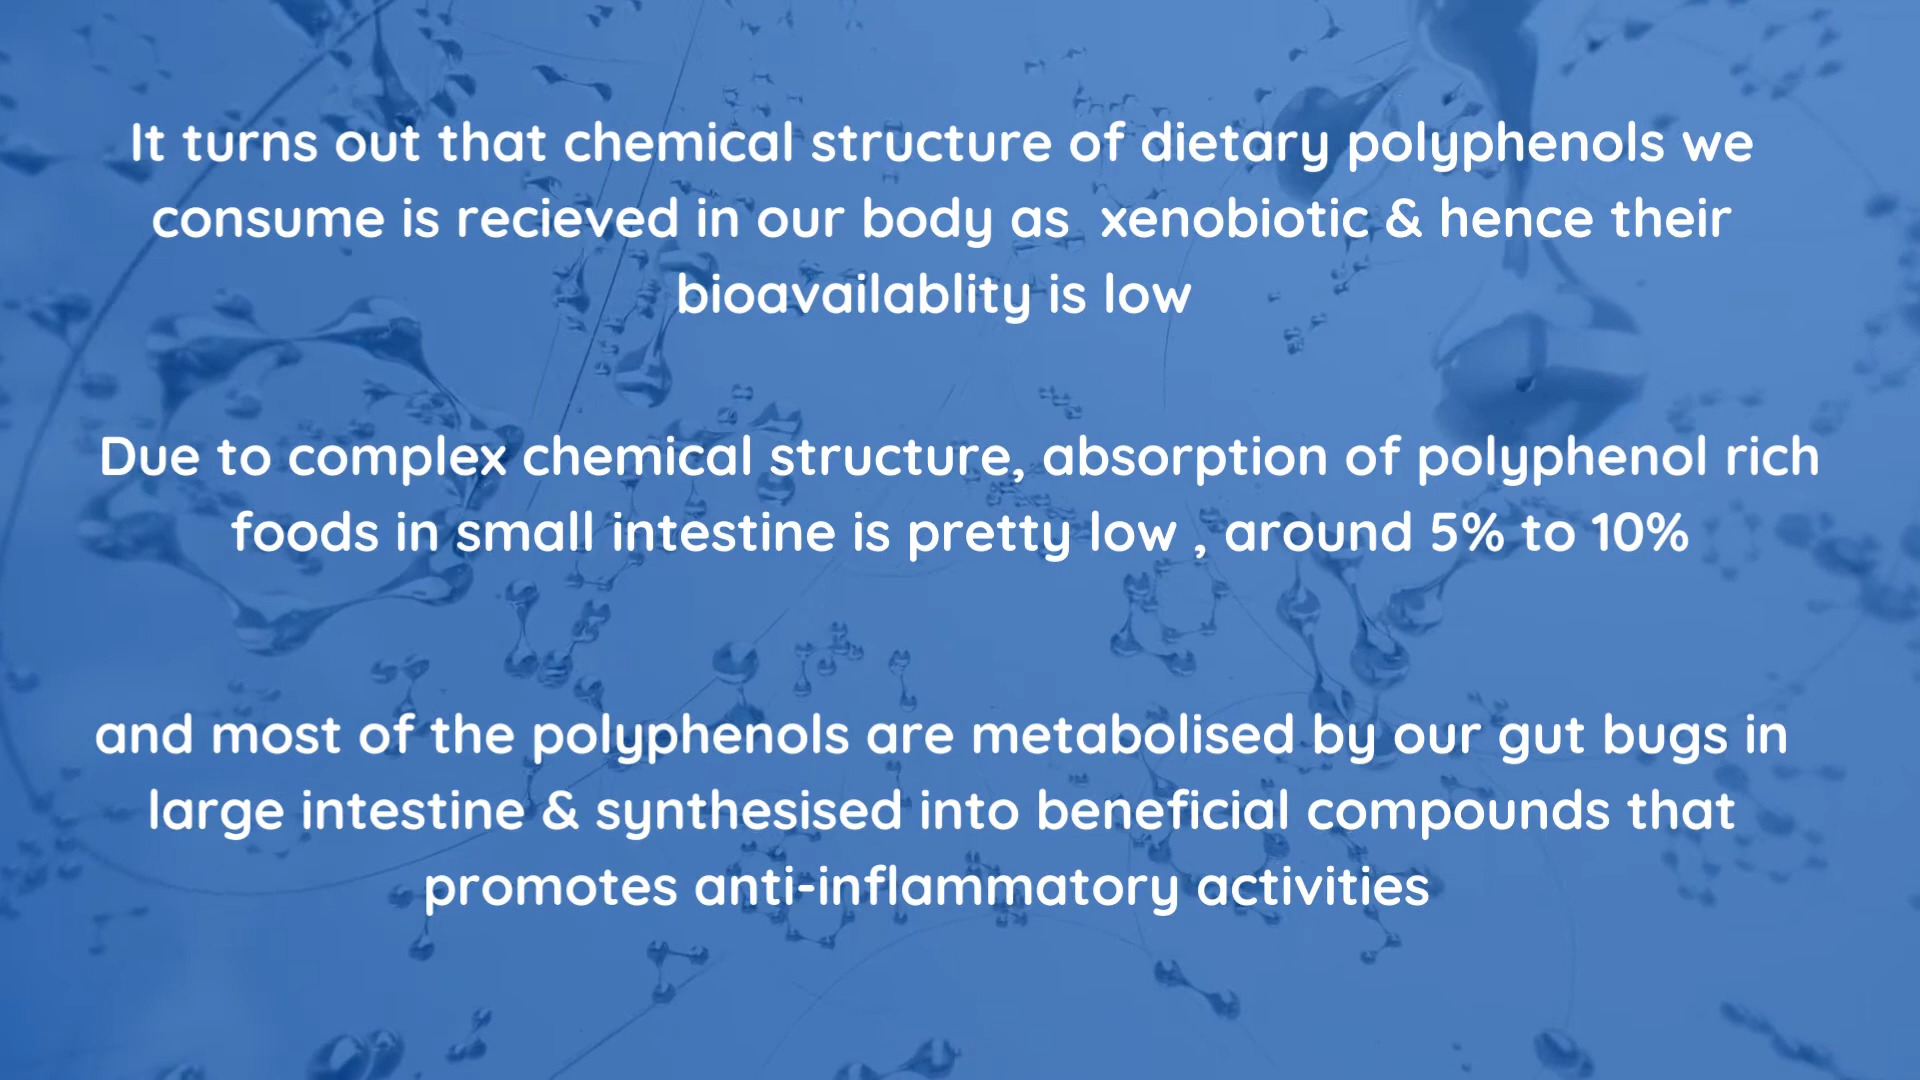 It turns out that chemical structure of dietary polyphenols we
consume is recieved in our body as  xenobiotic & hence their
bioavailablity is low
Due to complex chemical structure, absorption of polyphenol rich
foods in small intestine is pretty low , around 5% to 10%
and most of the polyphenols are metabolised by our gut bugs in
large intestine & synthesised into beneficial compounds that
promotes anti-inflammatory activities